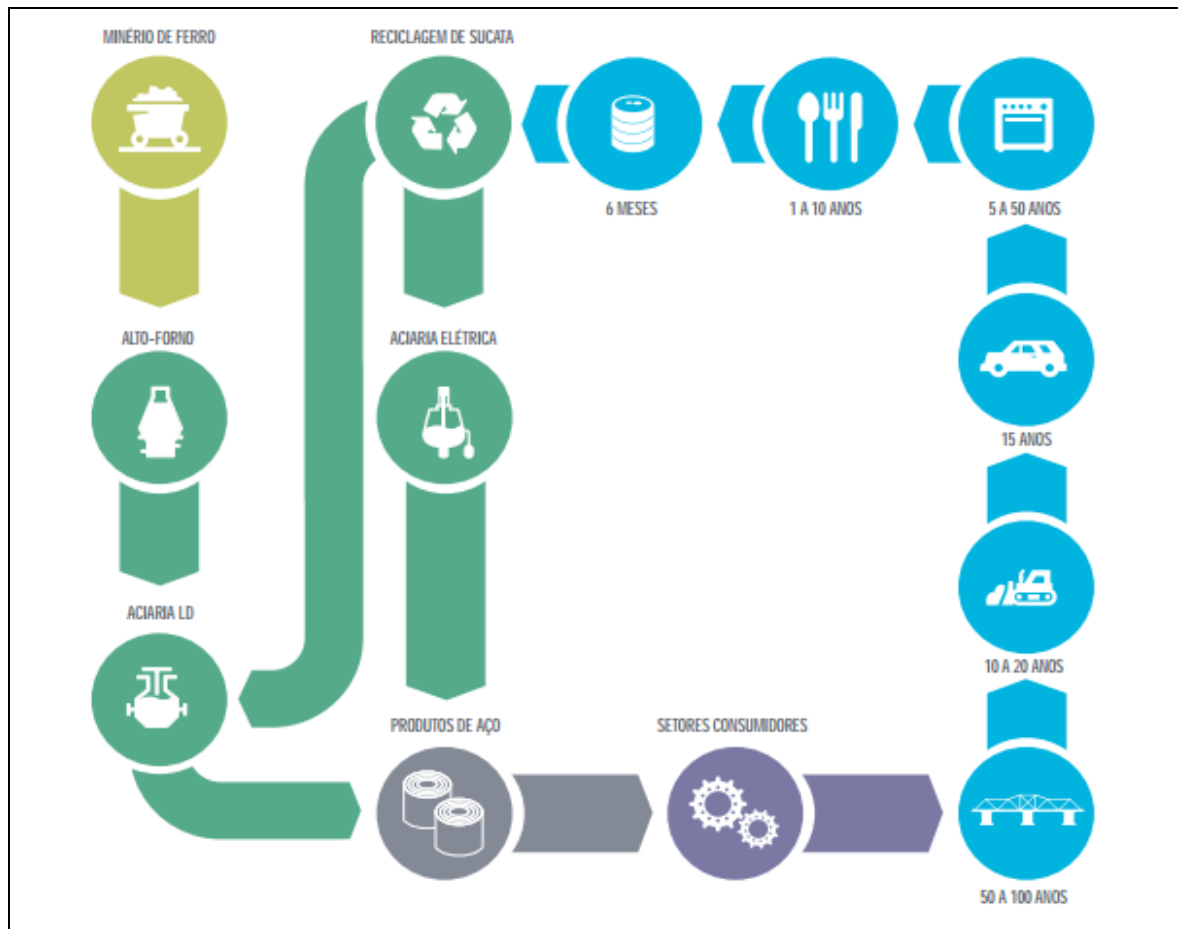 MINÉRIO DE FERRO
RECICLAGEM DE SUCATA
6 MESES
1 A 10 ANOS
5 A 50 ANOS
ALTO-FORNO
ACIARIA ELÉTRICA
15 ANOS
ACIARIA LD
10 A 20 ANOS
PRODUTOS DE AÇO
SETORES CONSUMIDORES
50 A 100 ANOS